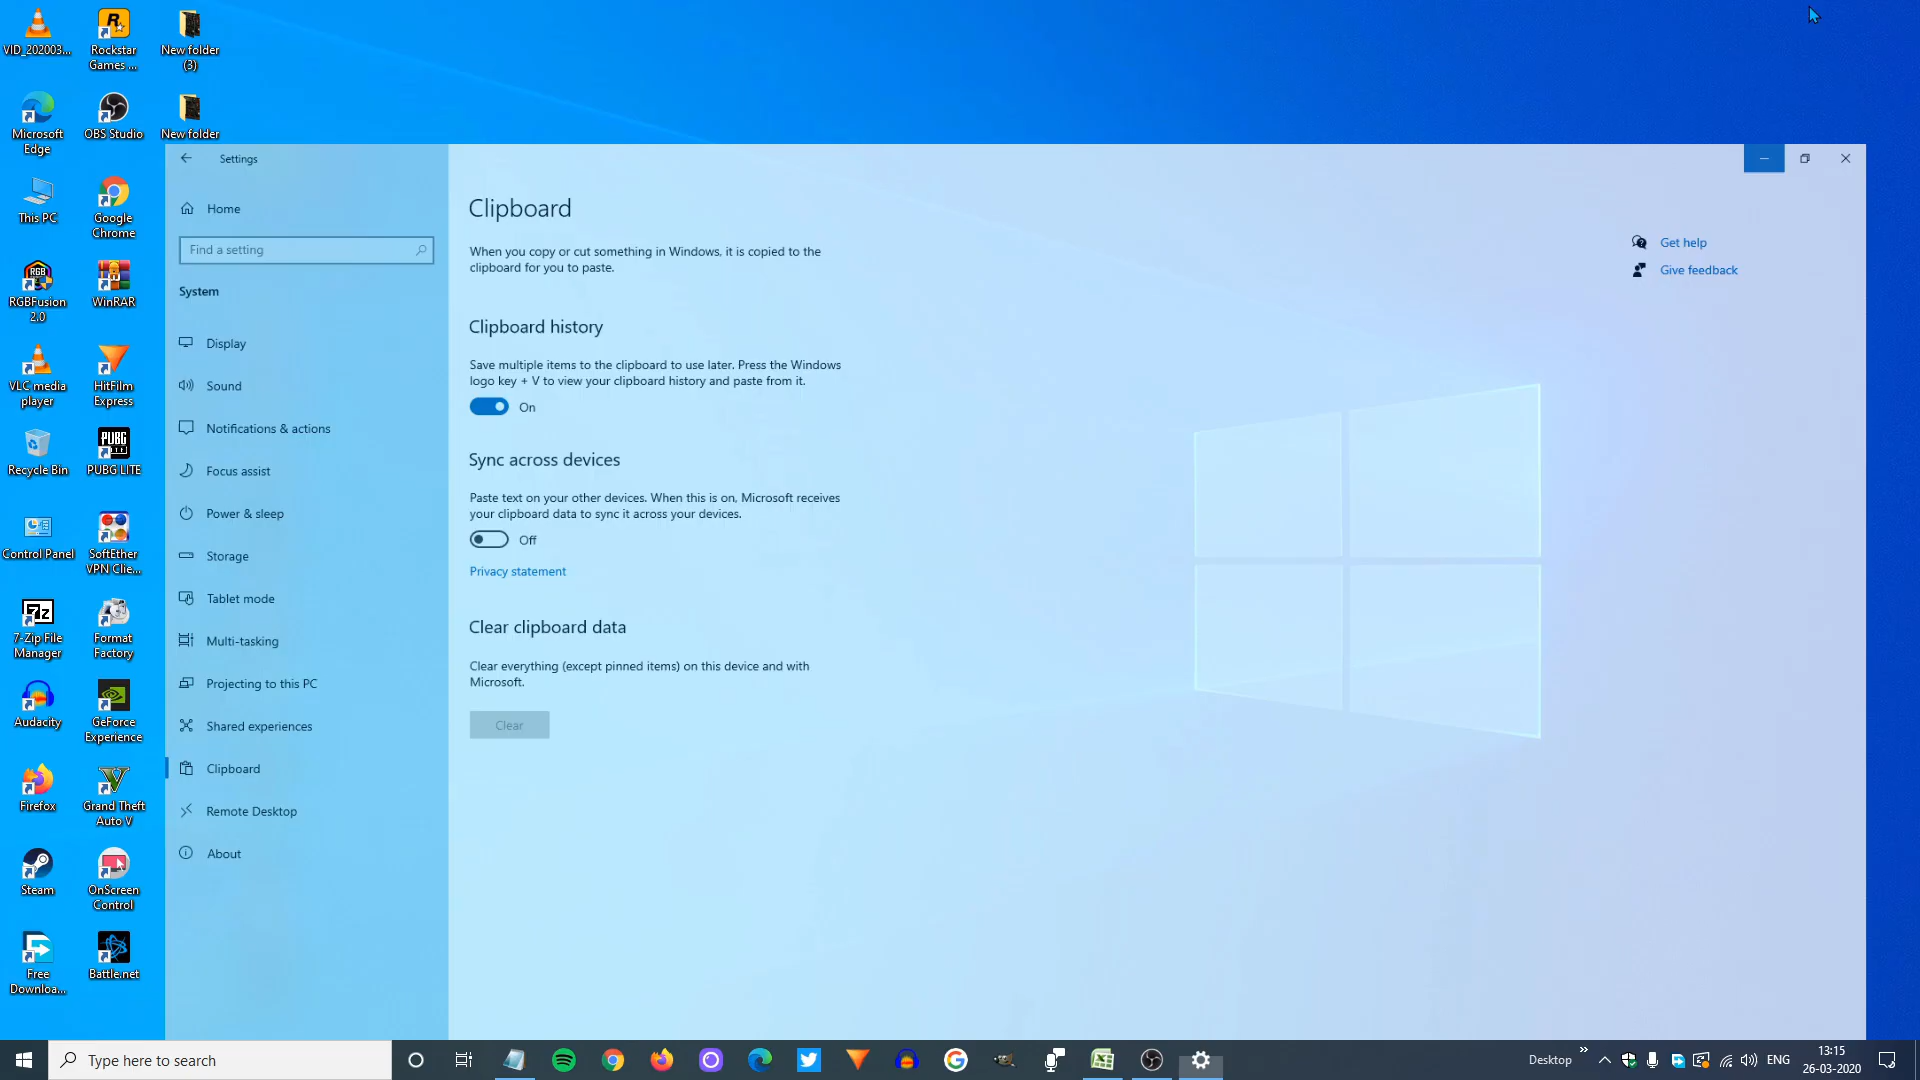 VID_202003...
Rockstar Games ...
New folder (3)
Microsoft Edge
OBS Studio
New folder
This PC
Google Chrome
RGBFusion 2.0
WinRAR
VLC media player
HitFilm Express
Recycle Bin
PUBG LITE
Control Panel
SoftEther VPN Clie...
7-Zip File Manager
Format Factory
Audacity
GeForce Experience
Firefox
Grand Theft Auto V
Steam
OnScreen Control
Free Downloa...
Battle.net
Settings
Home
Find a setting
System
Display
Sound
Notifications & actions
Focus assist
Power & sleep
Storage
Tablet mode
Multi-tasking
Projecting to this PC
Shared experiences
Clipboard
Remote Desktop
About
Clipboard
When you copy or cut something in Windows, it is copied to the
clipboard for you to paste.
Clipboard history
Save multiple items to the clipboard to use later. Press the Windows
logo key + V to view your clipboard history and paste from it.
On
Sync across devices
Paste text on your other devices. When this is on, Microsoft receives
your clipboard data to sync it across your devices.
Off
Privacy statement
Clear clipboard data
Clear everything (except pinned items) on this device and with
Microsoft.
Clear
Get help
Give feedback
Type here to search
Desktop
ENG
13:15
26-03-2020